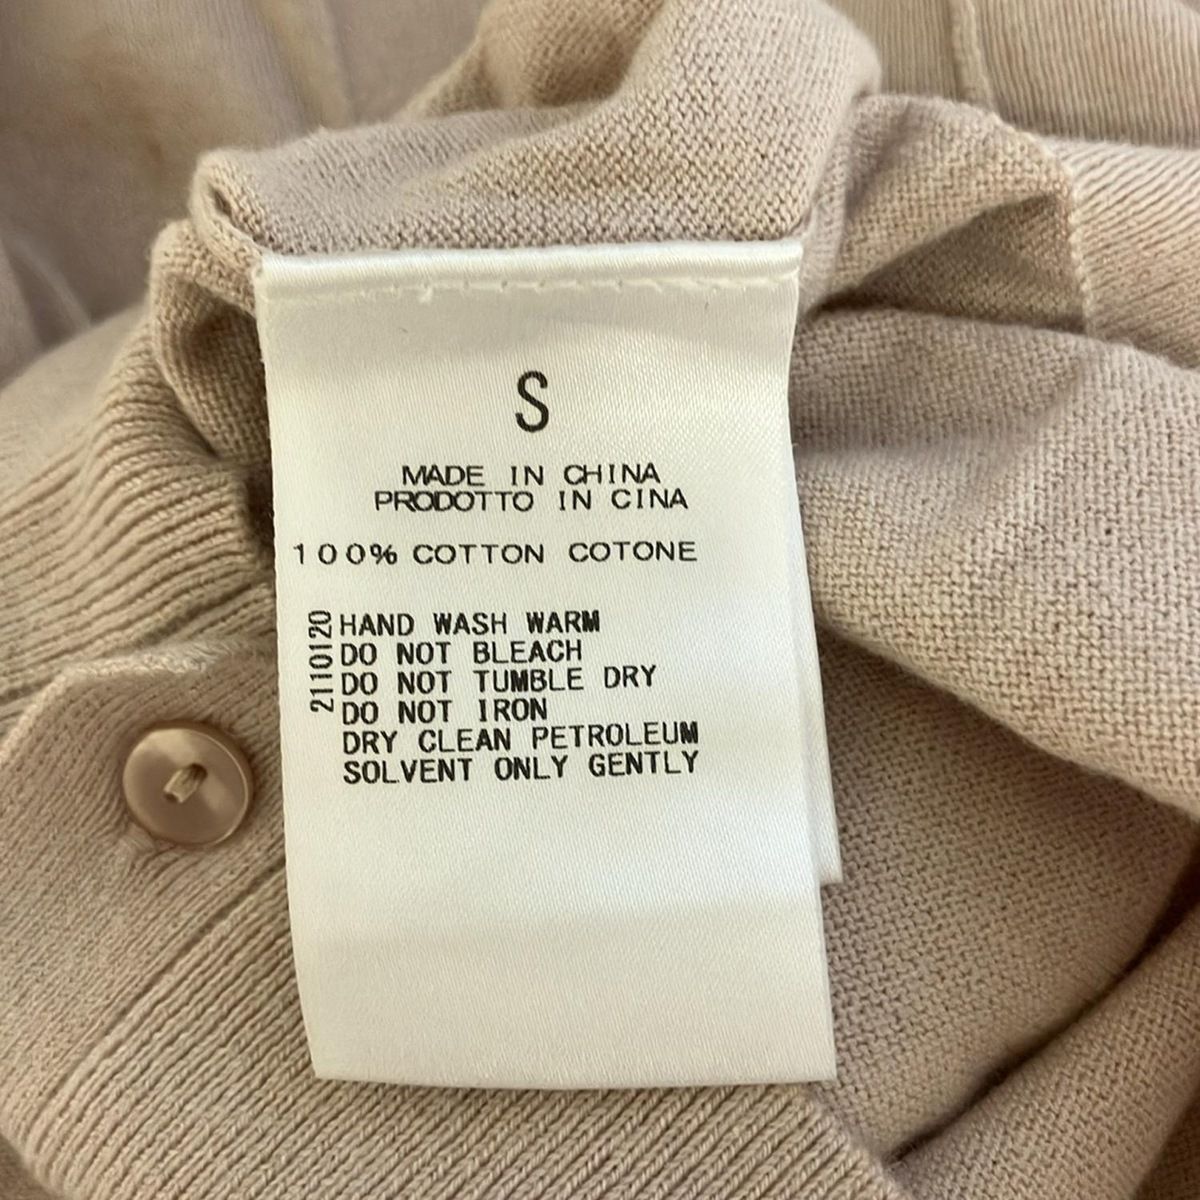 S
MADE IN CHINA
PRODOTTO IN CINA
100% COTTON COTONE
2110120
HAND WASH WARM
DO NOT BLEACH
DO NOT TUMBLE DRY
DO NOT IRON
DRY CLEAN PETROLEUM
SOLVENT ONLY GENTLY